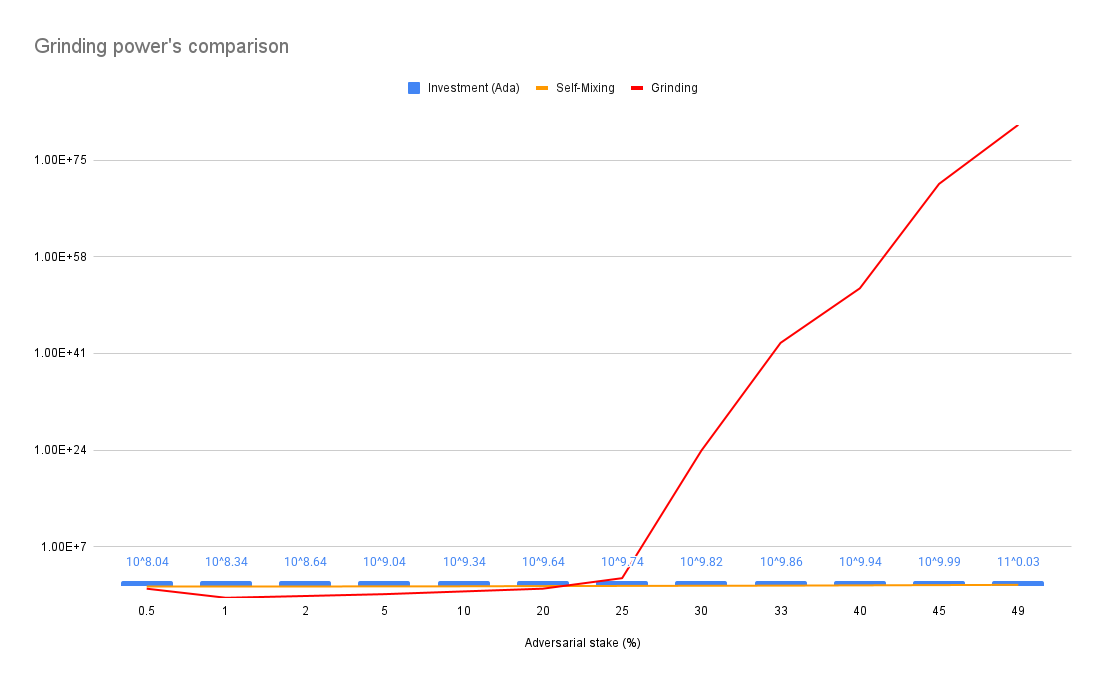 Grinding power's comparison
Investment (Ada) Self-Mixing Grinding
1.00E+75
1.00E+58
1.00E+41
1.00E+24
1.00E+7
10^8.04 10^8.34 10^8.64 10^9.04 10^9.34 10^9.64 10^9.74 10^9.82 10^9.86 10^9.94 10^9.99 11^0.03
0.5 1 2 5 10 20 25 30 33 40 45 49
Adversarial stake (%)